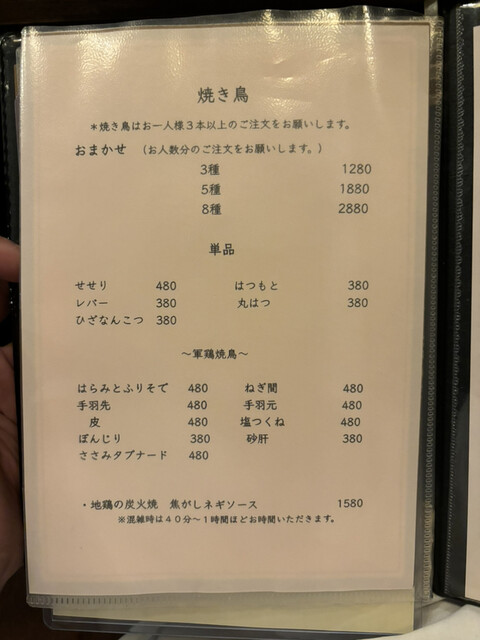 焼き鳥
＊焼き鳥はお一人様３本以上のご注文をお願いします。
おまかせ （お人数分のご注文をお願いします。）
3種 1280
5種 1880
8種 2880
単品
せせり 480 はつもと 380
レバー 380 丸はつ 380
ひざなんこつ 380
～軍鶏焼鳥～
はらみとふりそで 480 ねぎ間 480
手羽先 480 手羽元 480
皮 480 塩つくね 480
ぼんじり 380 砂肝 380
ささみタプナード 480
・地鶏の炭火焼 焦がしネギソース 1580
※混雑時は４０分～１時間ほどお時間いただきます。